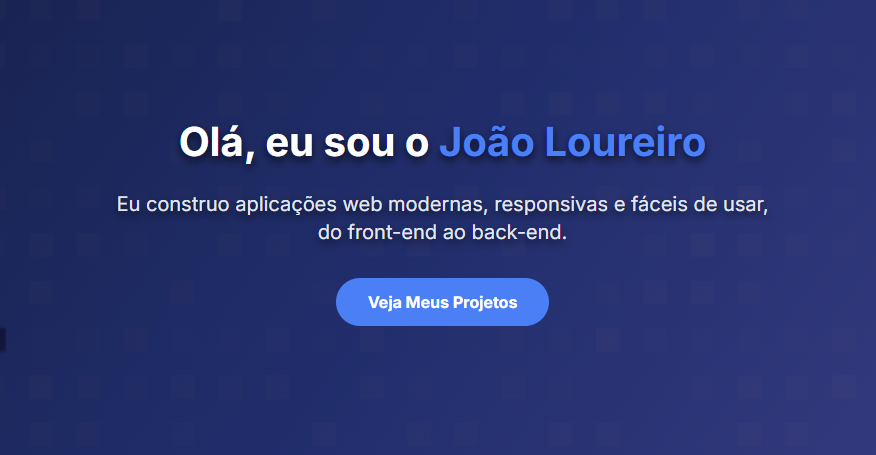 Olá, eu sou o João Loureiro
Eu construo aplicações web modernas, responsivas e fáceis de usar,
do front-end ao back-end.
Veja Meus Projetos